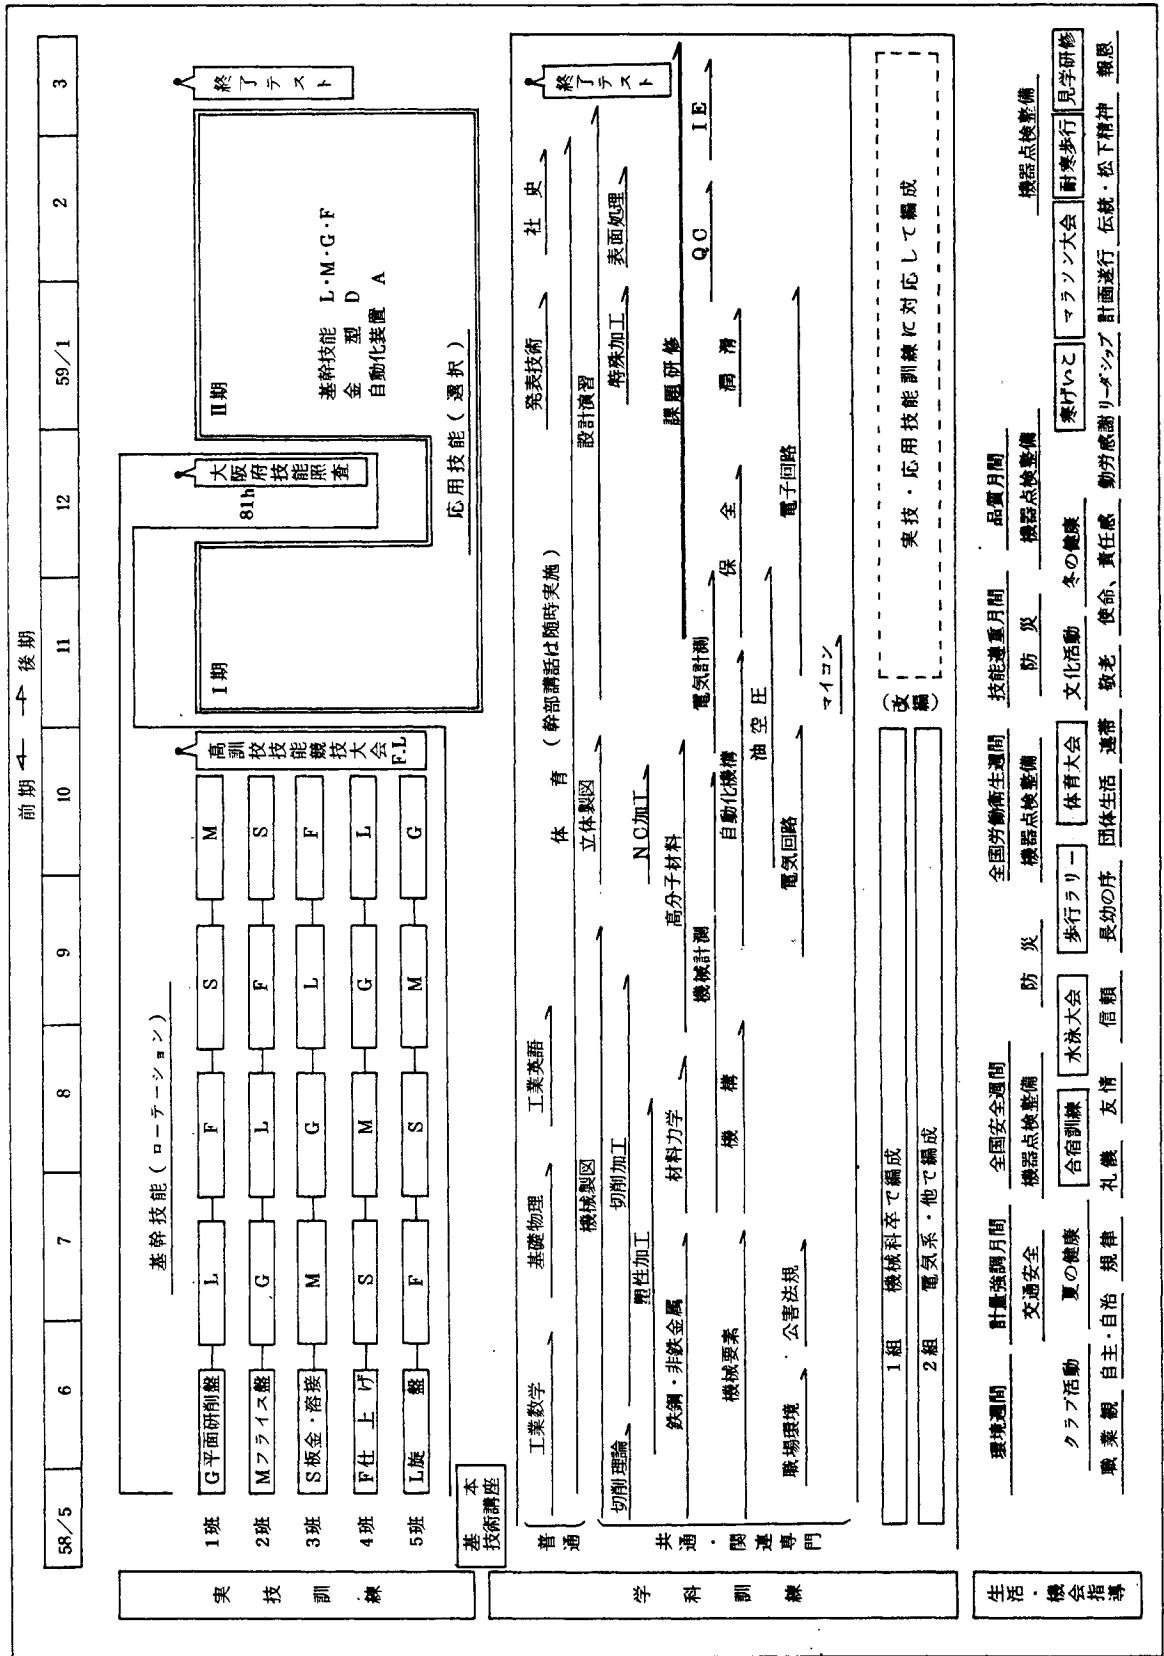 前期 ← → 後期
58/5 6 7 8 9 10 11 12 59/1 2 3
実技訓練
基幹技能(ローテーション)
1班 G平面研削盤 L F S M
2班 Mフライス盤 G L F S
3班 S板金・溶接 M G L F
4班 F仕上げ S M G L
5班 L旋盤 F S M G
高訓校技能競技大会 F.L
I期
大阪府技能照査
81h
II期
基幹技能 L・M・G・F
金型 D
自動化装置 A
応用技能(選択)
終了テスト
基本技術講座
学科訓練
普通
工業数学 基礎物理 工業英語 発表技術 社史
体育 (幹部講話は随時実施)
機械製図 立体製図 設計演習
終了テスト
共通・関連専門
切削理論 切削加工 特殊加工 表面処理
塑性加工 NC加工
鉄鋼・非鉄金属 材料力学 高分子材料 課題研修
機械計測 電気計測 QC IE
機械要素 機構 自動化機構 保全 潤滑
油空圧
職場環境・公害法規 電気回路 電子回路
マイコン
1組 機械科卒で編成
2組 電気系・他で編成
(改編)
実技・応用技能訓練に対応して編成
生活・機会指導
環境週間 計量強調月間 全国安全週間 全国労働衛生週間 技能尊重月間 品質月間
交通安全 機器点検整備 防災 機器点検整備 防災 機器点検整備 機器点検整備
クラブ活動 夏の健康 合宿訓練 水泳大会 歩行ラリー 体育大会 文化活動 冬の健康 寒げいこ マラソン大会 耐寒歩行 見学研修
職業観 自主・自治 規律 礼儀 友情 信頼 長幼の序 団体生活 連帯 敬老 使命、責任感 勤労感謝 リーダシップ 計画遂行 伝統・松下精神 報恩